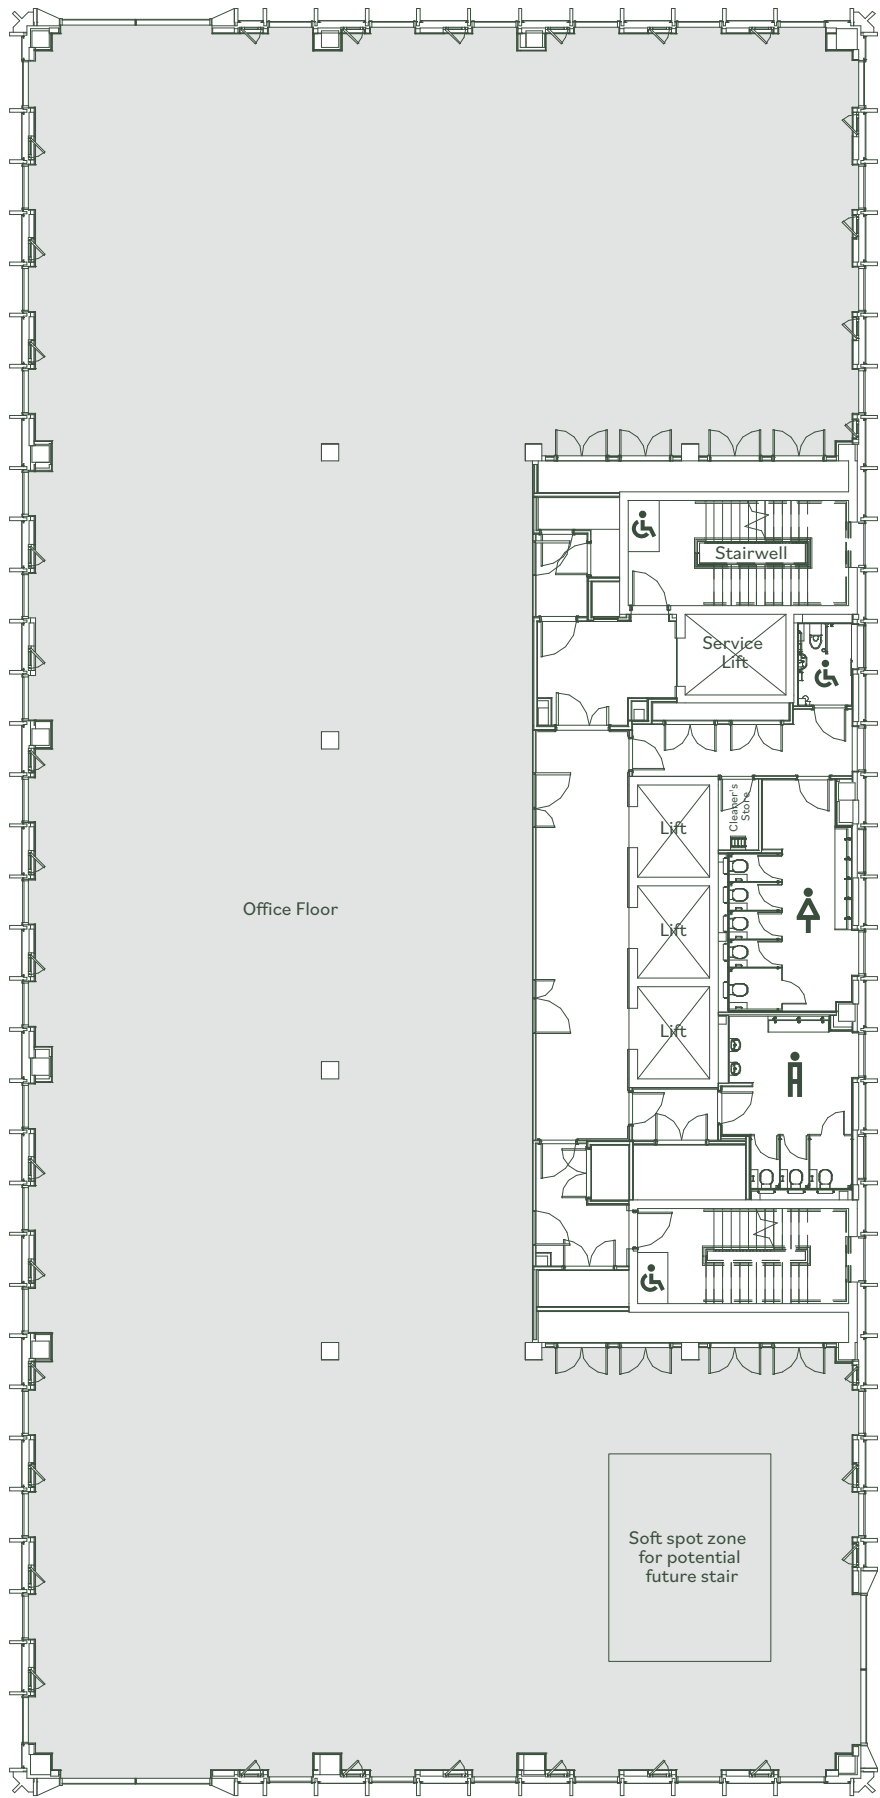 Stairwell
Service
Lift
Cleaner's
Store
Lift
Office Floor
Lift
Lift
Soft spot zone
for potential
future stair